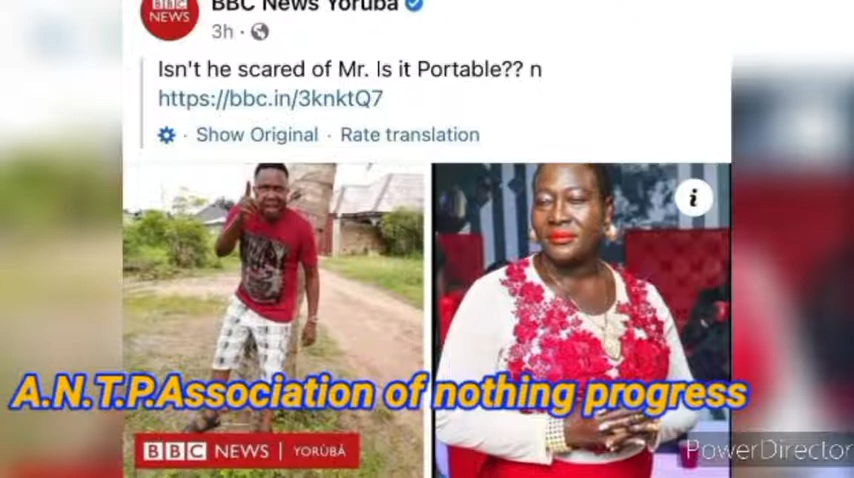 BBC
NEWS
BBC News Yoruba
3h ·
Isn't he scared of Mr. Is it Portable?? n
https://bbc.in/3knktQ7
· Show Original · Rate translation
i
A.N.T.P.Association of nothing progress
BBC NEWS | YORÙBÁ
PowerDirector